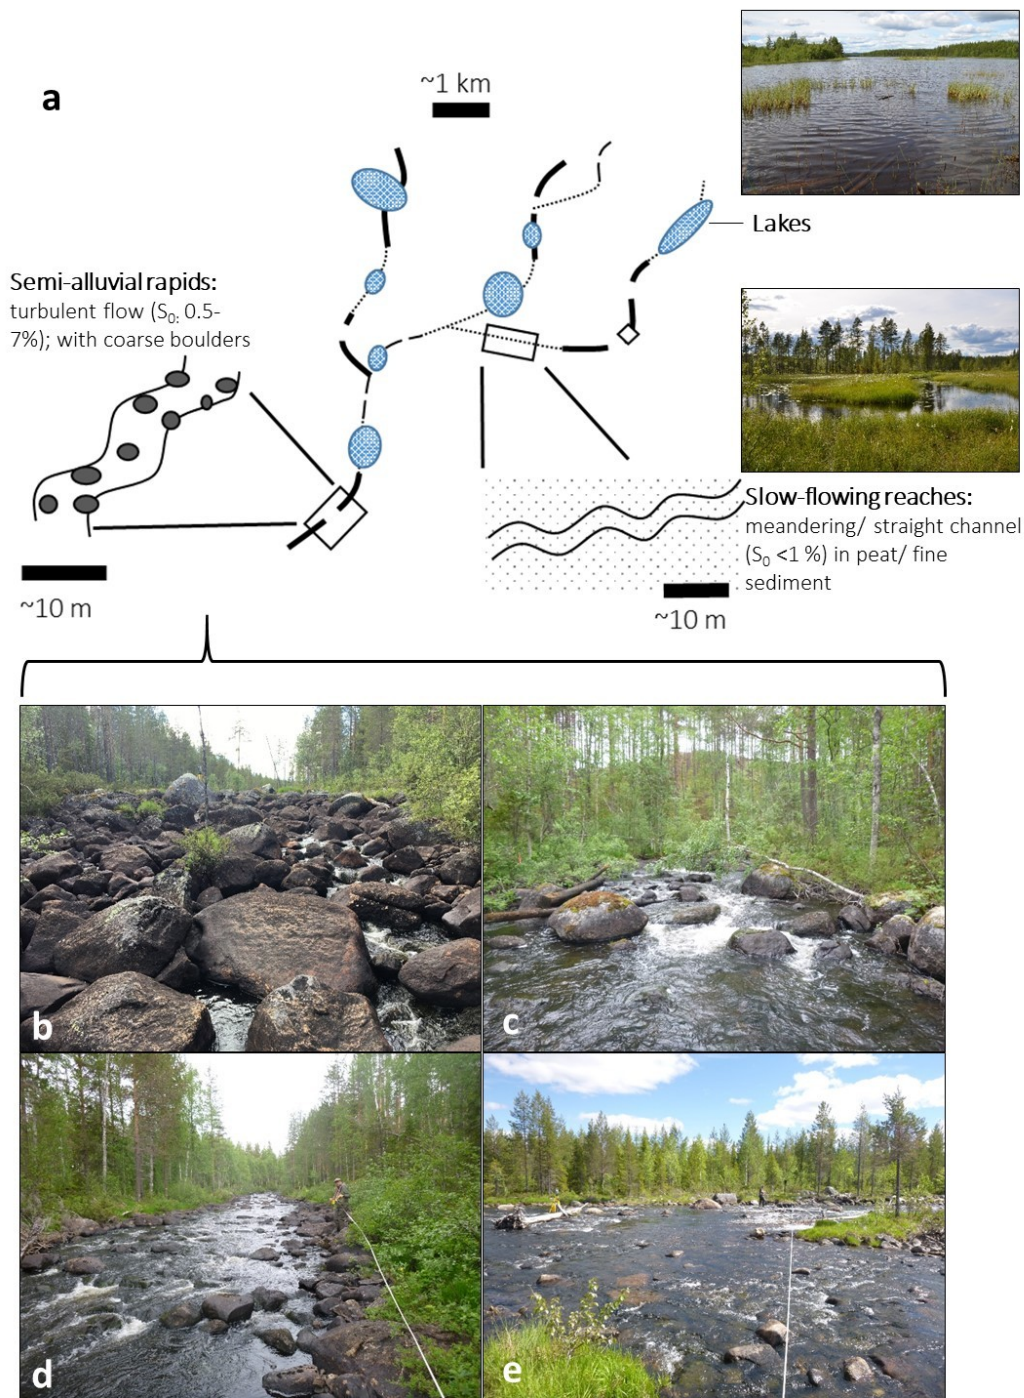 a
~1 km
Lakes
Semi-alluvial rapids:
turbulent flow (S0: 0.5-
7%); with coarse boulders
~10 m
Slow-flowing reaches:
meandering/ straight channel
(S0 <1 %) in peat/ fine
sediment
~10 m
b
c
d
e